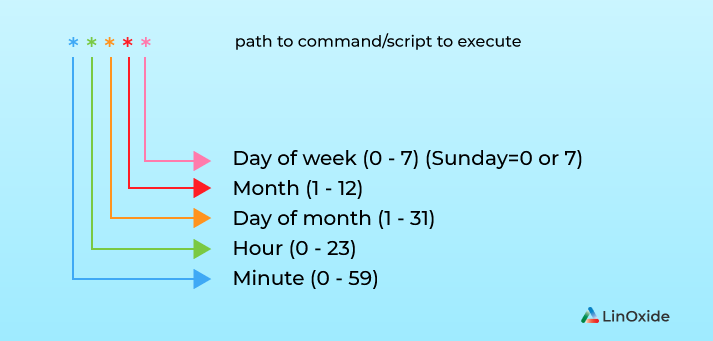 * * * * * path to command/script to execute
Day of week (0 - 7) (Sunday=0 or 7)
Month (1 - 12)
Day of month (1 - 31)
Hour (0 - 23)
Minute (0 - 59)
LinOxide